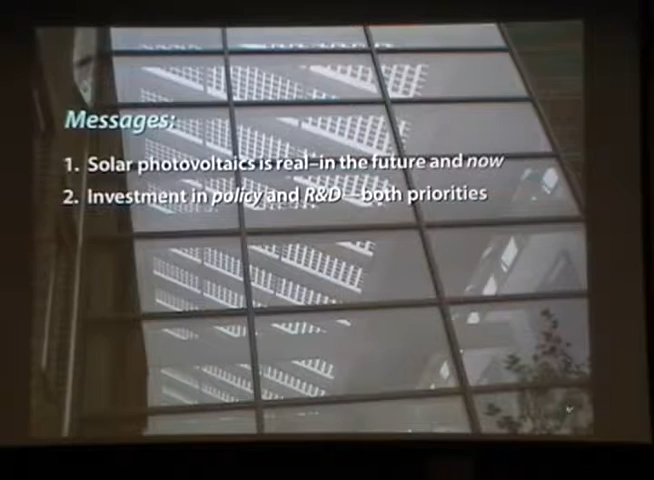 Messages:
1. Solar photovoltaics is real–in the future and now
2. Investment in policy and R&D—both priorities